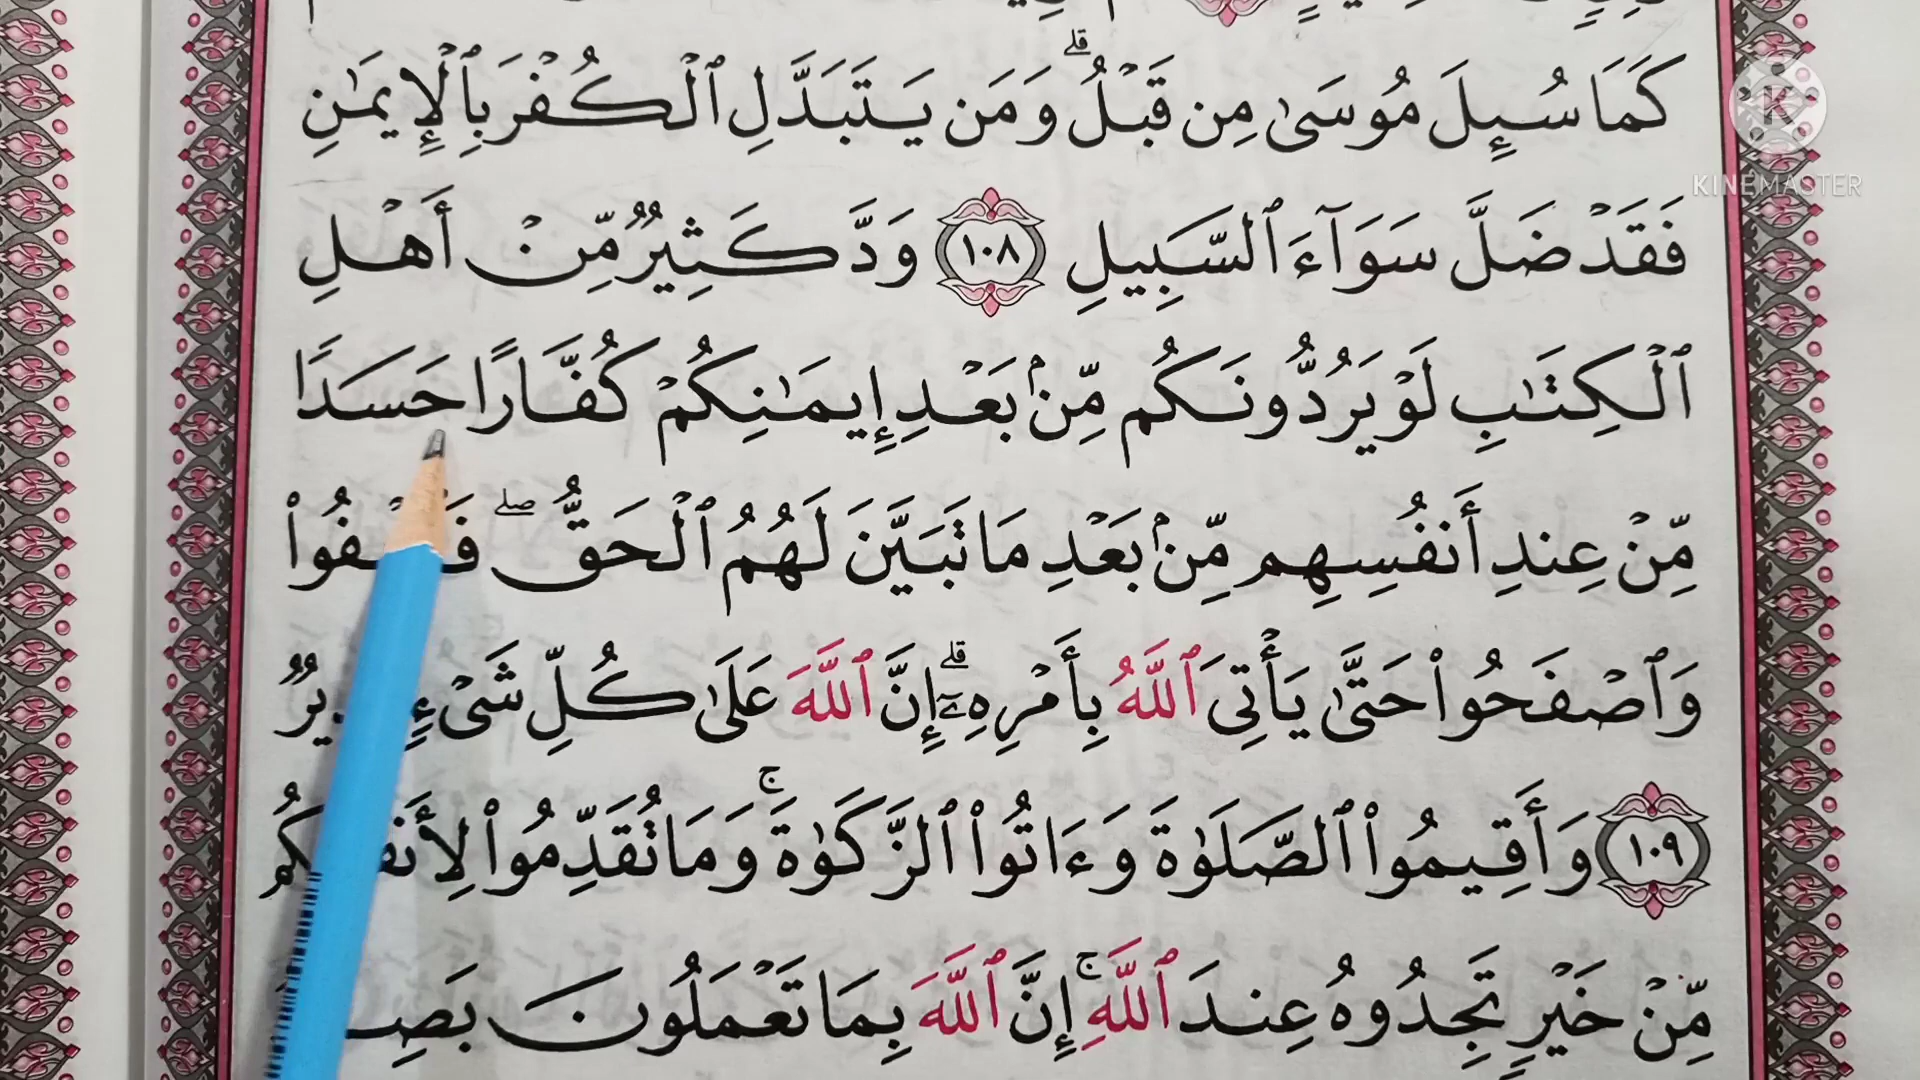 كَمَا سُئِلَ مُوسَىٰ مِن قَبْلُ ۗ وَمَن يَتَبَدَّلِ ٱلْكُفْرَ بِٱلْإِيمَٰنِ
فَقَدْ ضَلَّ سَوَآءَ ٱلسَّبِيلِ ١٠٨ وَدَّ كَثِيرٌ مِّنْ أَهْلِ
ٱلْكِتَٰبِ لَوْ يَرُدُّونَكُم مِّنۢ بَعْدِ إِيمَٰنِكُمْ كُفَّارًا حَسَدًا
مِّنْ عِندِ أَنفُسِهِم مِّنۢ بَعْدِ مَا تَبَيَّنَ لَهُمُ ٱلْحَقُّ ۖ
وَٱصْفَحُوا۟ حَتَّىٰ يَأْتِىَ ٱللَّهُ بِأَمْرِهِۦٓ ۗ إِنَّ ٱللَّهَ عَلَىٰ كُلِّ شَىْءٍ
١٠٩ وَأَقِيمُوا۟ ٱلصَّلَوٰةَ وَءَاتُوا۟ ٱلزَّكَوٰةَ ۚ وَمَا تُقَدِّمُوا۟ لِأَنفُسِكُم
مِّنْ خَيْرٍ تَجِدُوهُ عِندَ ٱللَّهِ ۚ إِنَّ ٱللَّهَ بِمَا تَعْمَلُونَ
K
KINEMASTER